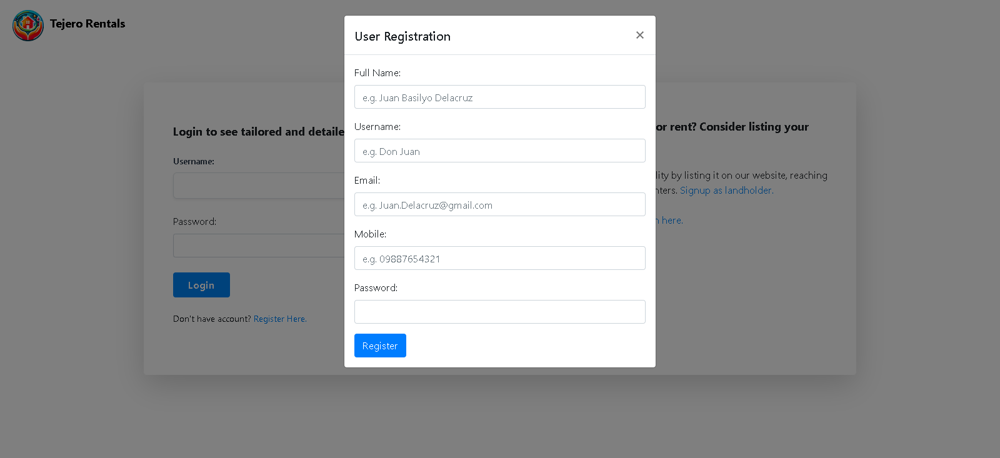 Tejero Rentals
User Registration
×
Full Name:
e.g. Juan Basilyo Delacruz
Username:
e.g. Don Juan
Email:
e.g. Juan.Delacruz@gmail.com
Mobile:
e.g. 09887654321
Password:
Register
Login to see tailored and detaile
Username:
Password:
Login
Don't have account? Register Here.
or rent? Consider listing your
lity by listing it on our website, reaching
nters. Signup as landholder.
here.